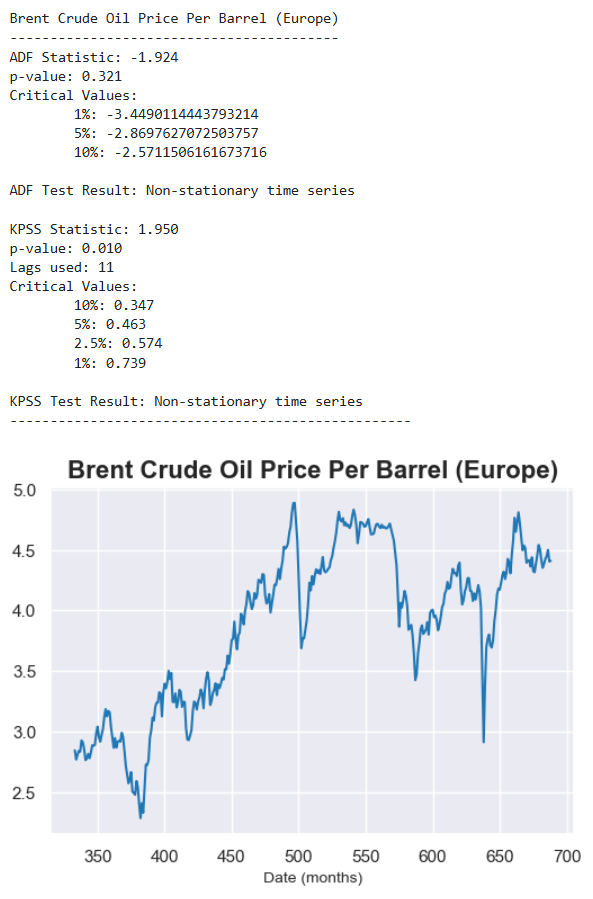 Brent Crude Oil Price Per Barrel (Europe)
-----------------------------------------
ADF Statistic: -1.924
p-value: 0.321
Critical Values:
1%: -3.4490114443793214
5%: -2.8697627072503757
10%: -2.5711506161673716
ADF Test Result: Non-stationary time series
KPSS Statistic: 1.950
p-value: 0.010
Lags used: 11
Critical Values:
10%: 0.347
5%: 0.463
2.5%: 0.574
1%: 0.739
KPSS Test Result: Non-stationary time series
--------------------------------------------------
Brent Crude Oil Price Per Barrel (Europe)
5.0
4.5
4.0
3.5
3.0
2.5
350 400 450 500 550 600 650 700
Date (months)